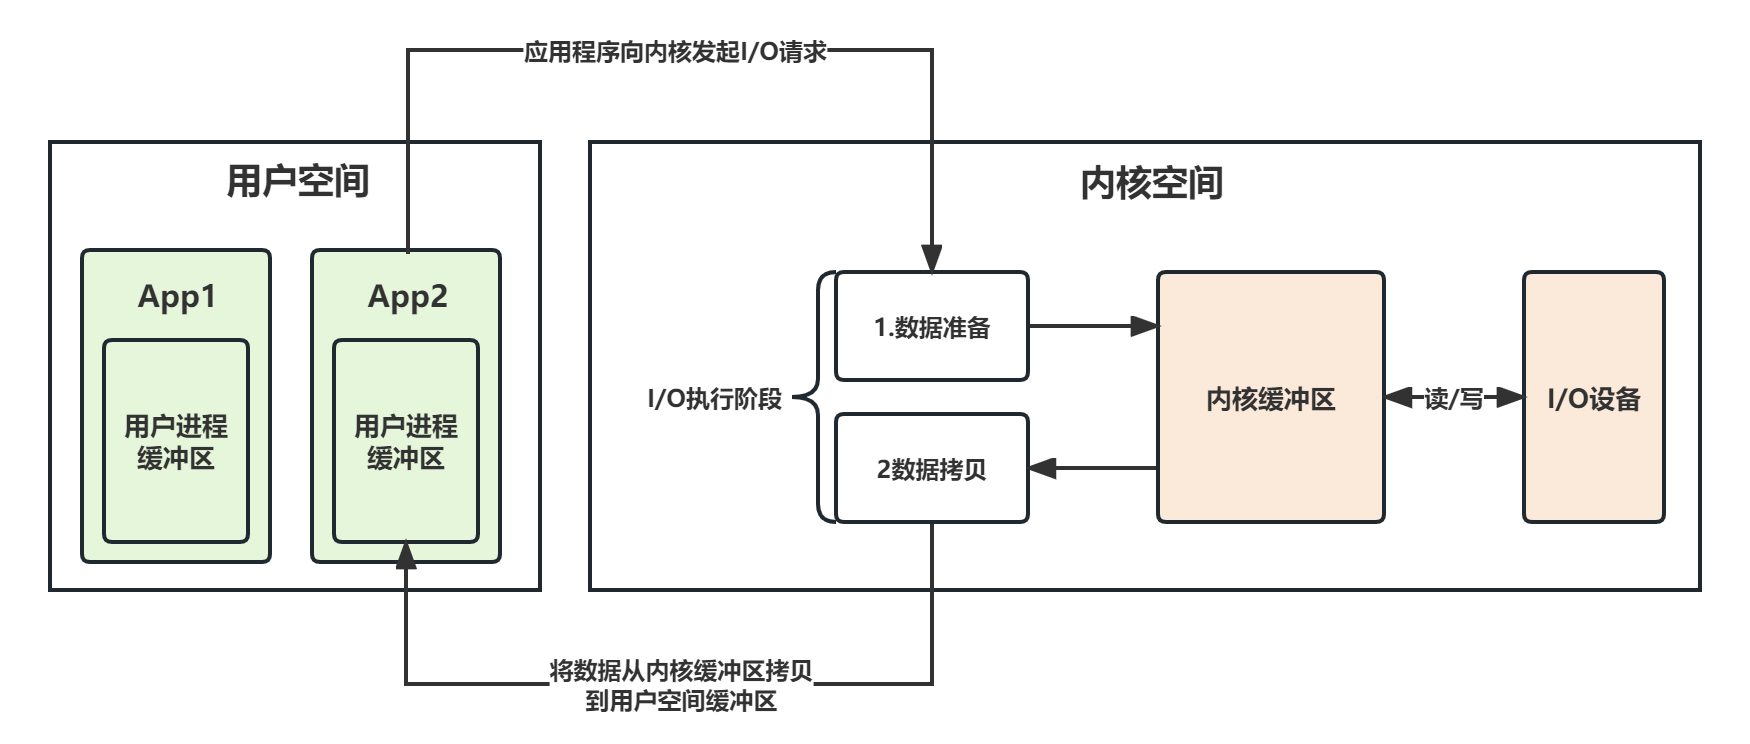 应用程序向内核发起I/O请求
用户空间
内核空间
App1
App2
用户进程
缓冲区
用户进程
缓冲区
I/O执行阶段
1.数据准备
2数据拷贝
内核缓冲区
读/写
I/O设备
将数据从内核缓冲区拷贝
到用户空间缓冲区